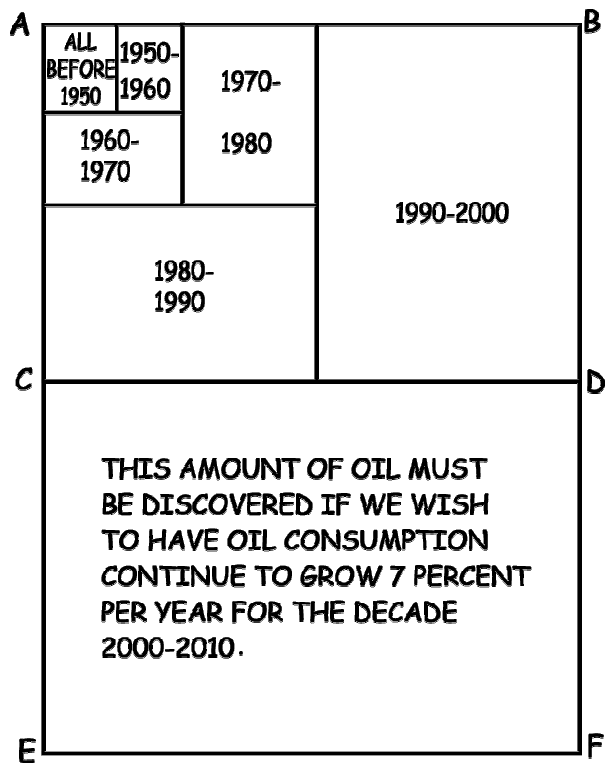 A
B
ALL
BEFORE
1950
1950-
1960
1970-
1980
1960-
1970
1990-2000
1980-
1990
C
D
THIS AMOUNT OF OIL MUST
BE DISCOVERED IF WE WISH
TO HAVE OIL CONSUMPTION
CONTINUE TO GROW 7 PERCENT
PER YEAR FOR THE DECADE
2000-2010.
E
F